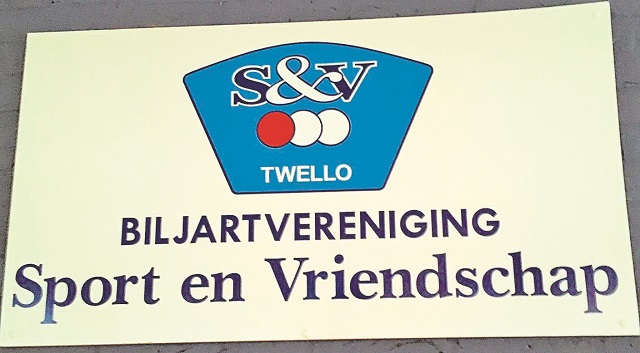 S&V
TWELLO
BILJARTVERENIGING
Sport en Vriendschap